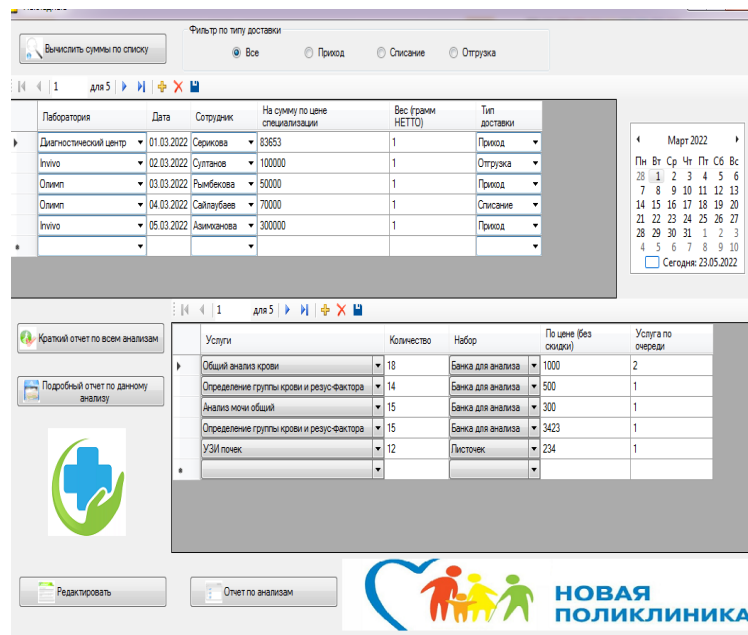 Вычислить суммы по списку
Фильтр по типу доставки
Все Приход Списание Отгрузка
1 для 5
Лаборатория Дата Сотрудник На сумму по цене специализации Вес (грамм НЕТТО) Тип доставки
Диагностический центр 01.03.2022 Серикова 83653 1 Приход
Invivo 02.03.2022 Султанов 100000 1 Отгрузка
Олимп 03.03.2022 Рымбекова 50000 1 Приход
Олимп 04.03.2022 Сайлаубаев 70000 1 Списание
Invivo 05.03.2022 Азимханова 300000 1 Приход
Март 2022
Пн Вт Ср Чт Пт Сб Вс
28 1 2 3 4 5 6
7 8 9 10 11 12 13
14 15 16 17 18 19 20
21 22 23 24 25 26 27
28 29 30 31 1 2 3
4 5 6 7 8 9 10
Сегодня: 23.05.2022
1 для 5
Краткий отчет по всем анализам
Подробный отчет по данному
анализу
Услуги Количество Набор По цене (без скидки) Услуга по очереди
Общий анализ крови 18 Банка для анализа 1000 2
Определение группы крови и резус-фактора 14 Банка для анализа 500 1
Анализ мочи общий 15 Банка для анализа 300 1
Определение группы крови и резус-фактора 15 Банка для анализа 3423 1
УЗИ почек 12 Листочек 234 1
Редактировать
Отчет по анализам
НОВАЯ
ПОЛИКЛИНИКА